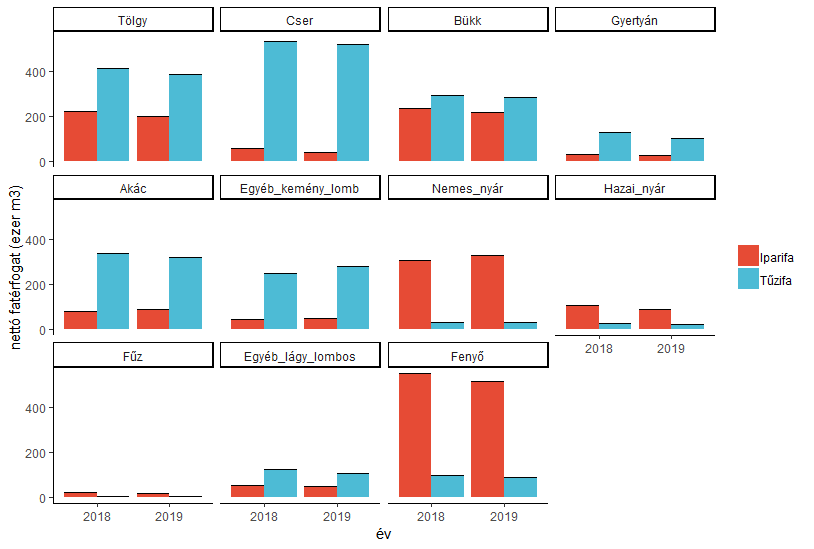 Tölgy
Cser
Bükk
Gyertyán
400
200
0
Akác
Egyéb_kemény_lomb
Nemes_nyár
Hazai_nyár
400
200
0
2018
2019
Fűz
Egyéb_lágy_lombos
Fenyő
400
200
0
2018
2019
2018
2019
2018
2019
év
nettó fatérfogat (ezer m3)
Iparifa
Tűzifa